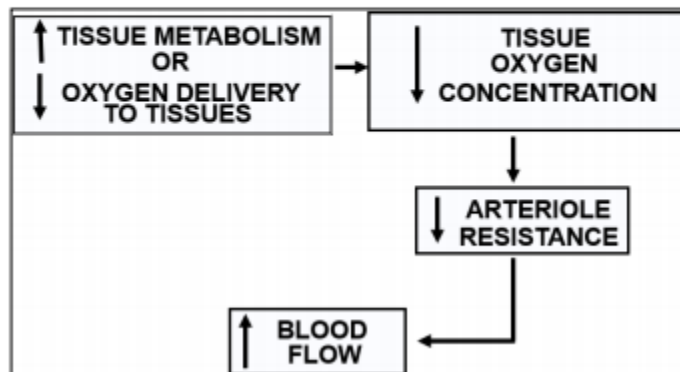 TISSUE METABOLISM
OR
OXYGEN DELIVERY
TO TISSUES
TISSUE
OXYGEN
CONCENTRATION
ARTERIOLE
RESISTANCE
BLOOD
FLOW